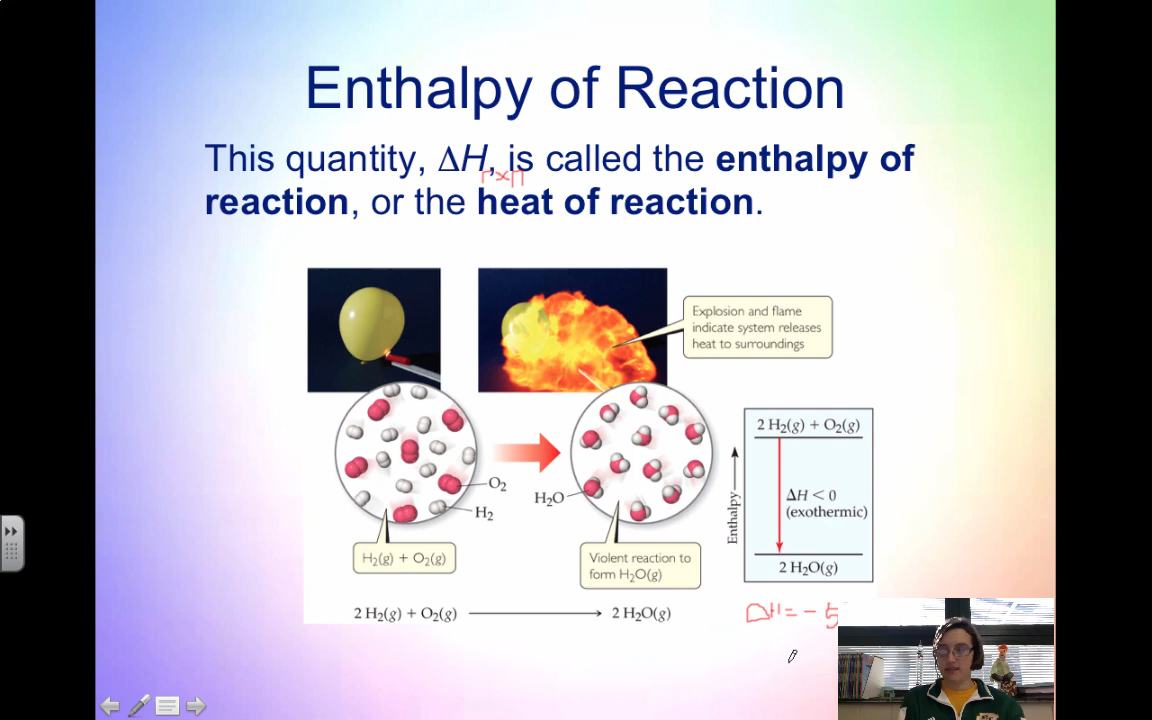 Enthalpy of Reaction
This quantity, ΔH, is called the enthalpy of
rxn
reaction, or the heat of reaction.
Explosion and flame
indicate system releases
heat to surroundings
O₂
H₂
H₂O
H₂(g) + O₂(g)
Violent reaction to
form H₂O(g)
2 H₂(g) + O₂(g) ⟶ 2 H₂O(g)
Enthalpy
2 H₂(g) + O₂(g)
ΔH < 0
(exothermic)
2 H₂O(g)
ΔH = - 5